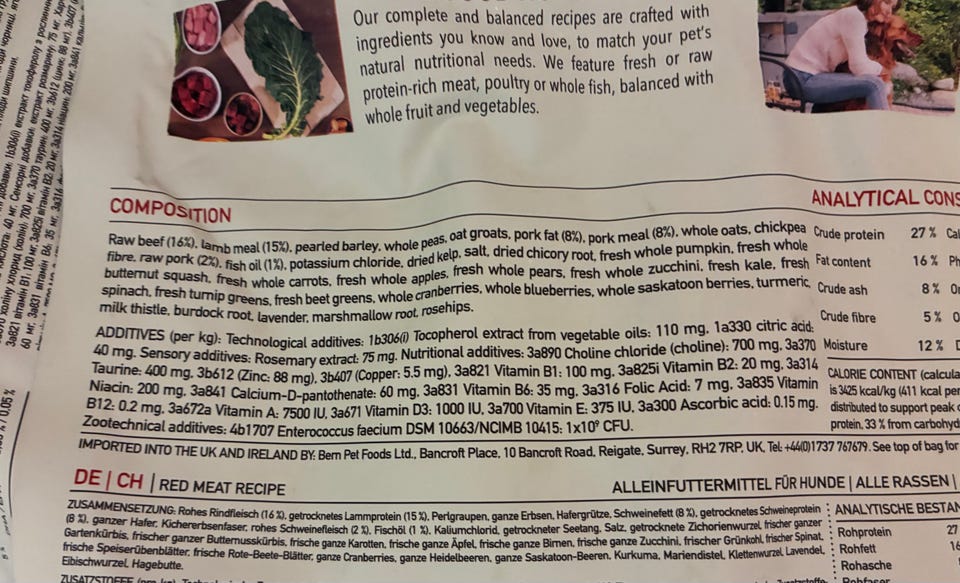 Our complete and balanced recipes are crafted with
ingredients you know and love, to match your pet's
natural nutritional needs. We feature fresh or raw
protein-rich meat, poultry or whole fish, balanced with
whole fruit and vegetables.
COMPOSITION
Raw beef (16%), lamb meal (15%), pearled barley, whole peas, oat groats, pork fat (8%), pork meal (8%), whole oats, chickpea
fibre, raw pork (2%), fish oil (1%), potassium chloride, dried kelp, salt, dried chicory root, fresh whole pumpkin, fresh whole
butternut squash, fresh whole carrots, fresh whole apples, fresh whole pears, fresh whole zucchini, fresh kale, fresh
spinach, fresh turnip greens, fresh beet greens, whole cranberries, whole blueberries, whole saskatoon berries, turmeric,
milk thistle, burdock root, lavender, marshmallow root, rosehips.
ADDITIVES (per kg): Technological additives: 1b306(i) Tocopherol extract from vegetable oils: 110 mg, 1a330 citric acid:
40 mg. Sensory additives: Rosemary extract: 75 mg. Nutritional additives: 3a890 Choline chloride (choline): 700 mg, 3a370
Taurine: 400 mg, 3b612 (Zinc: 88 mg), 3b407 (Copper: 5.5 mg), 3a821 Vitamin B1: 100 mg, 3a825i Vitamin B2: 20 mg, 3a314
Niacin: 200 mg, 3a841 Calcium-D-pantothenate: 60 mg, 3a831 Vitamin B6: 35 mg, 3a316 Folic Acid: 7 mg, 3a835 Vitamin
B12: 0.2 mg, 3a672a Vitamin A: 7500 IU, 3a671 Vitamin D3: 1000 IU, 3a700 Vitamin E: 375 IU, 3a300 Ascorbic acid: 0.15 mg.
Zootechnical additives: 4b1707 Enterococcus faecium DSM 10663/NCIMB 10415: 1x10⁹ CFU.
ANALYTICAL CONS
Crude protein 27 % Cal
Fat content 16 % Ph
Crude ash 8 % Or
Crude fibre 5 % O
Moisture 12 % D
CALORIE CONTENT (calcula
is 3425 kcal/kg (411 kcal per
distributed to support peak
protein, 33 % from carbohyd
IMPORTED INTO THE UK AND IRELAND BY: Bern Pet Foods Ltd., Bancroft Place, 10 Bancroft Road, Reigate, Surrey, RH2 7RP, UK, Tel: +44(0)1737 767679. See top of bag for
DE | CH | RED MEAT RECIPE
ALLEINFUTTERMITTEL FÜR HUNDE | ALLE RASSEN |
ZUSAMMENSETZUNG: Rohes Rindfleisch (16 %), getrocknetes Lammprotein (15 %), Perlgraupen, ganze Erbsen, Hafergrütze, Schweinefett (8 %), getrocknetes Schweineprotein
(8 %), ganzer Hafer, Kichererbsenfaser, rohes Schweinefleisch (2 %), Fischöl (1 %), Kaliumchlorid, getrockneter Seetang, Salz, getrocknete Zichorienwurzel, frischer ganzer
Gartenkürbis, frischer ganzer Butternusskürbis, frische ganze Karotten, frische ganze Äpfel, frische ganze Birnen, frische ganze Zucchini, frischer Grünkohl, frischer Spinat,
frische Speiserübenblätter, frische Rote-Beete-Blätter, ganze Cranberries, ganze Heidelbeeren, ganze Saskatoon-Beeren, Kurkuma, Mariendistel, Klettenwurzel, Lavendel,
Eibischwurzel, Hagebutte.
ANALYTISCHE BESTAN
Rohprotein 27
Rohfett 16
Rohasche